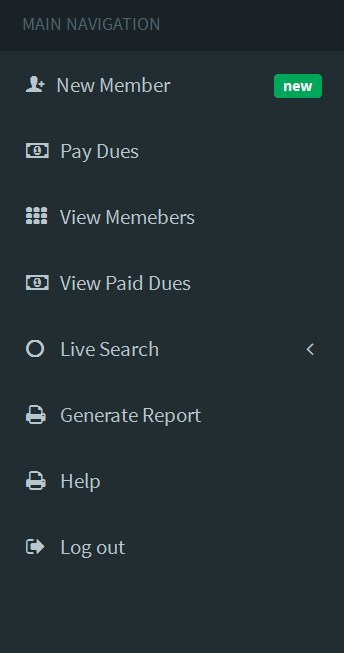 MAIN NAVIGATION
New Member new
Pay Dues
View Memebers
View Paid Dues
Live Search
Generate Report
Help
Log out